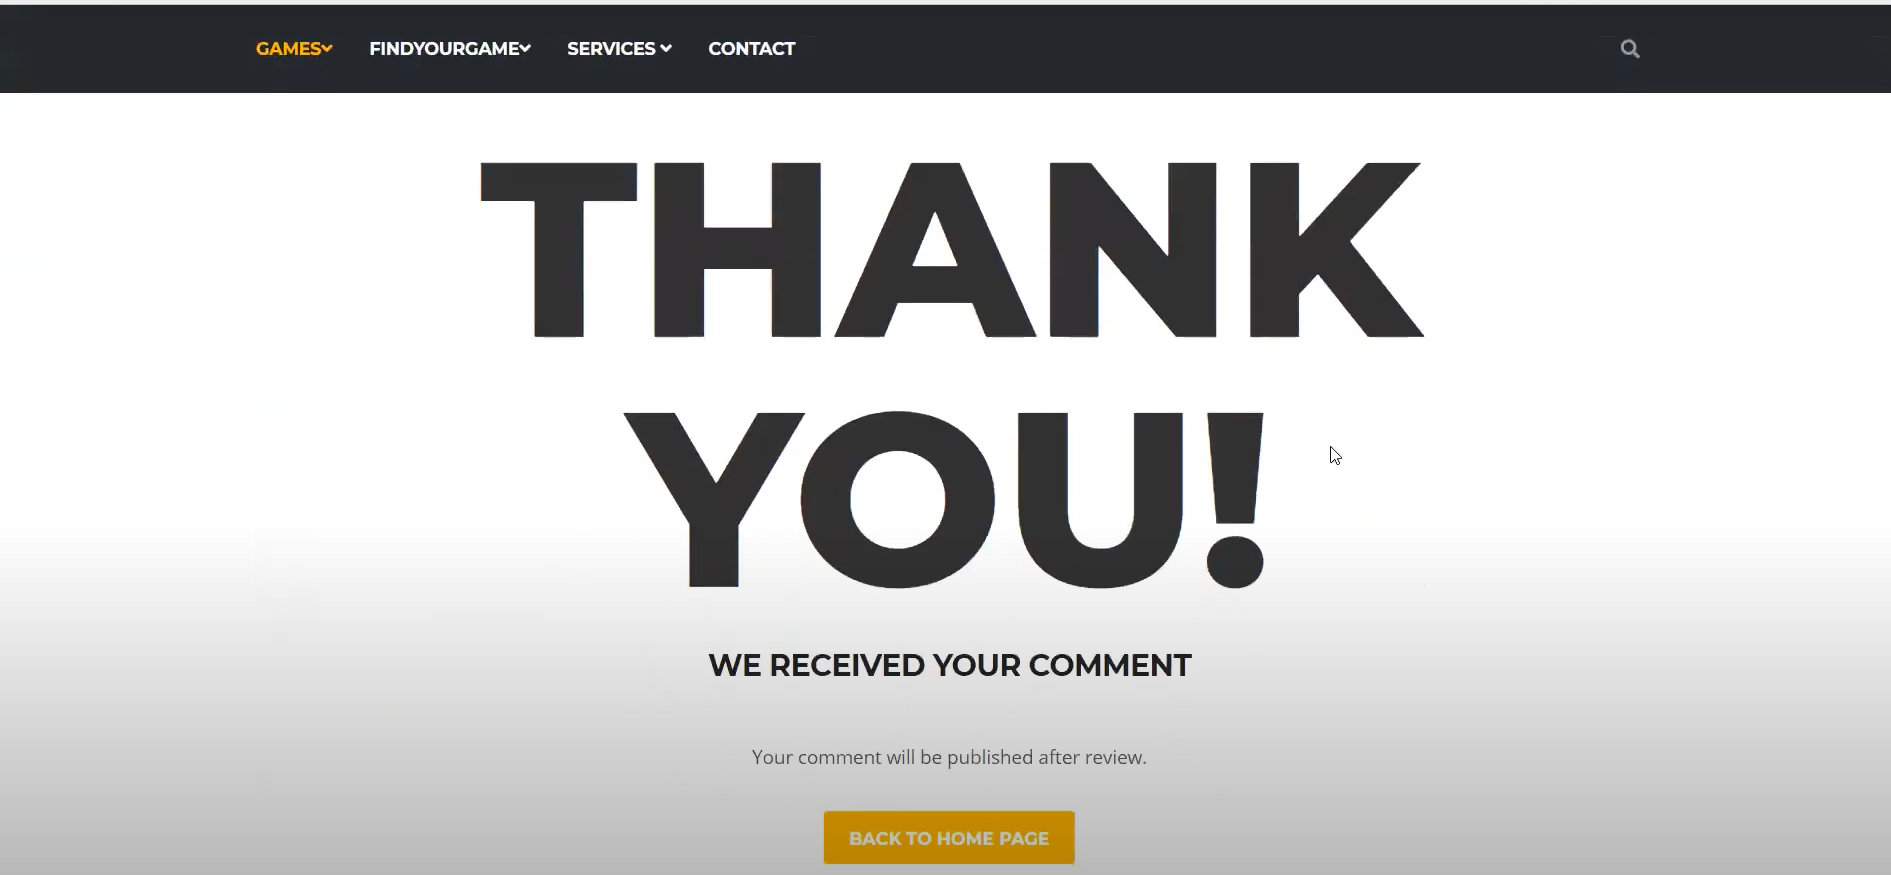 GAMES FINDYOURGAME SERVICES CONTACT
THANK
YOU!
WE RECEIVED YOUR COMMENT
Your comment will be published after review.
BACK TO HOME PAGE